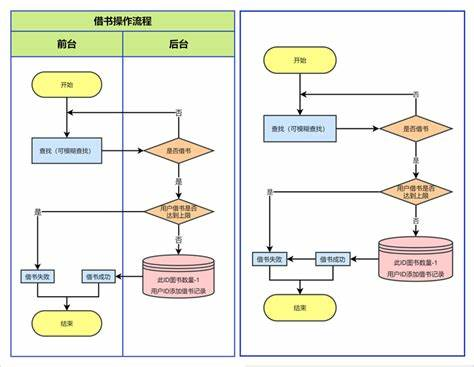 借书操作流程
前台
后台
开始
否
查找（可模糊查找）
是否借书
是
用户借书是否
达到上限
是
否
借书失败
借书成功
此ID图书数量-1
用户ID添加借书记录
结束
开始
否
查找（可模糊查找）
是否借书
是
用户借书是否
达到上限
是
否
借书失败
借书成功
此ID图书数量-1
用户ID添加借书记录
结束